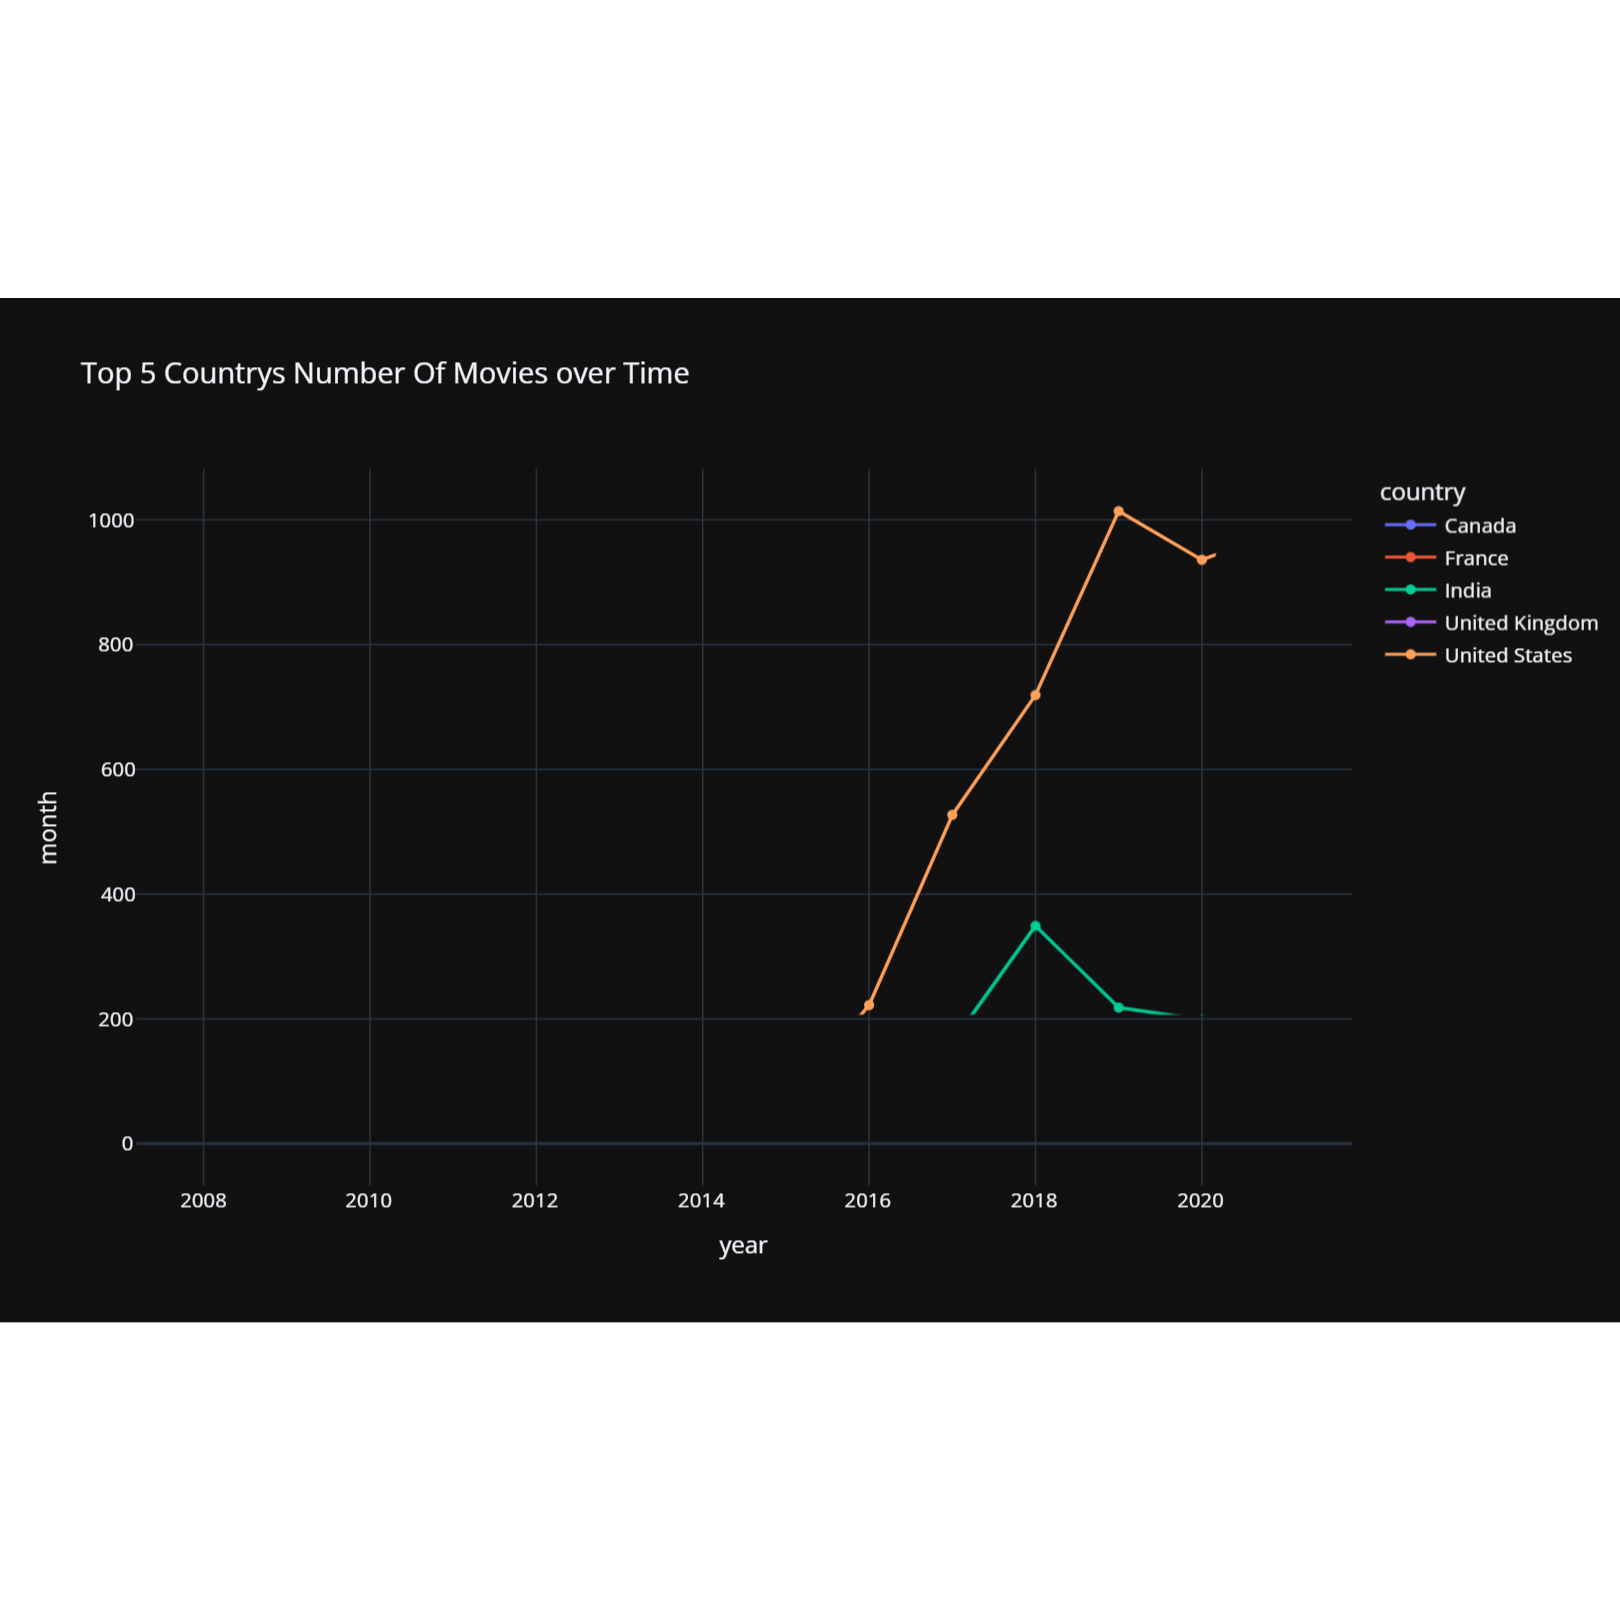 Top 5 Countrys Number Of Movies over Time
country
Canada
France
India
United Kingdom
United States
1000
800
600
400
200
0
month
2008 2010 2012 2014 2016 2018 2020
year